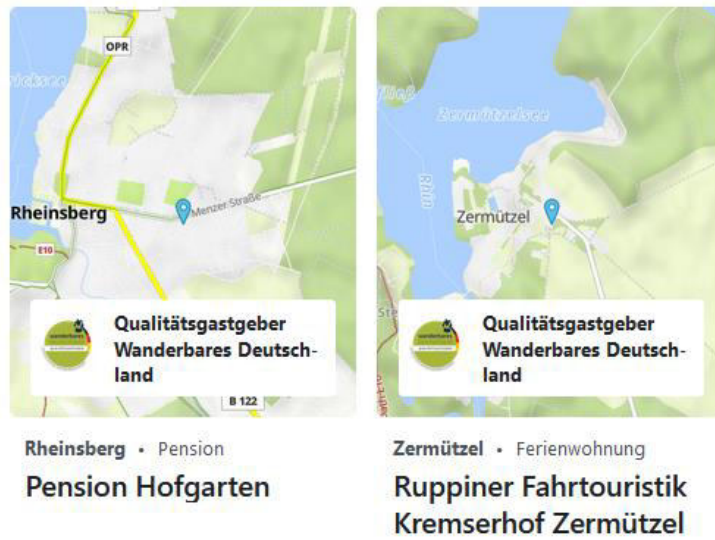 OPR
Rheinsberg
Menzer Straße
E10
B 122
Qualitätsgastgeber
Wanderbares Deutsch-
land
Rheinsberg • Pension
Pension Hofgarten
Zermützelsee
Rhin
Zermützel
Qualitätsgastgeber
Wanderbares Deutsch-
land
Zermützel • Ferienwohnung
Ruppiner Fahrtouristik
Kremserhof Zermützel